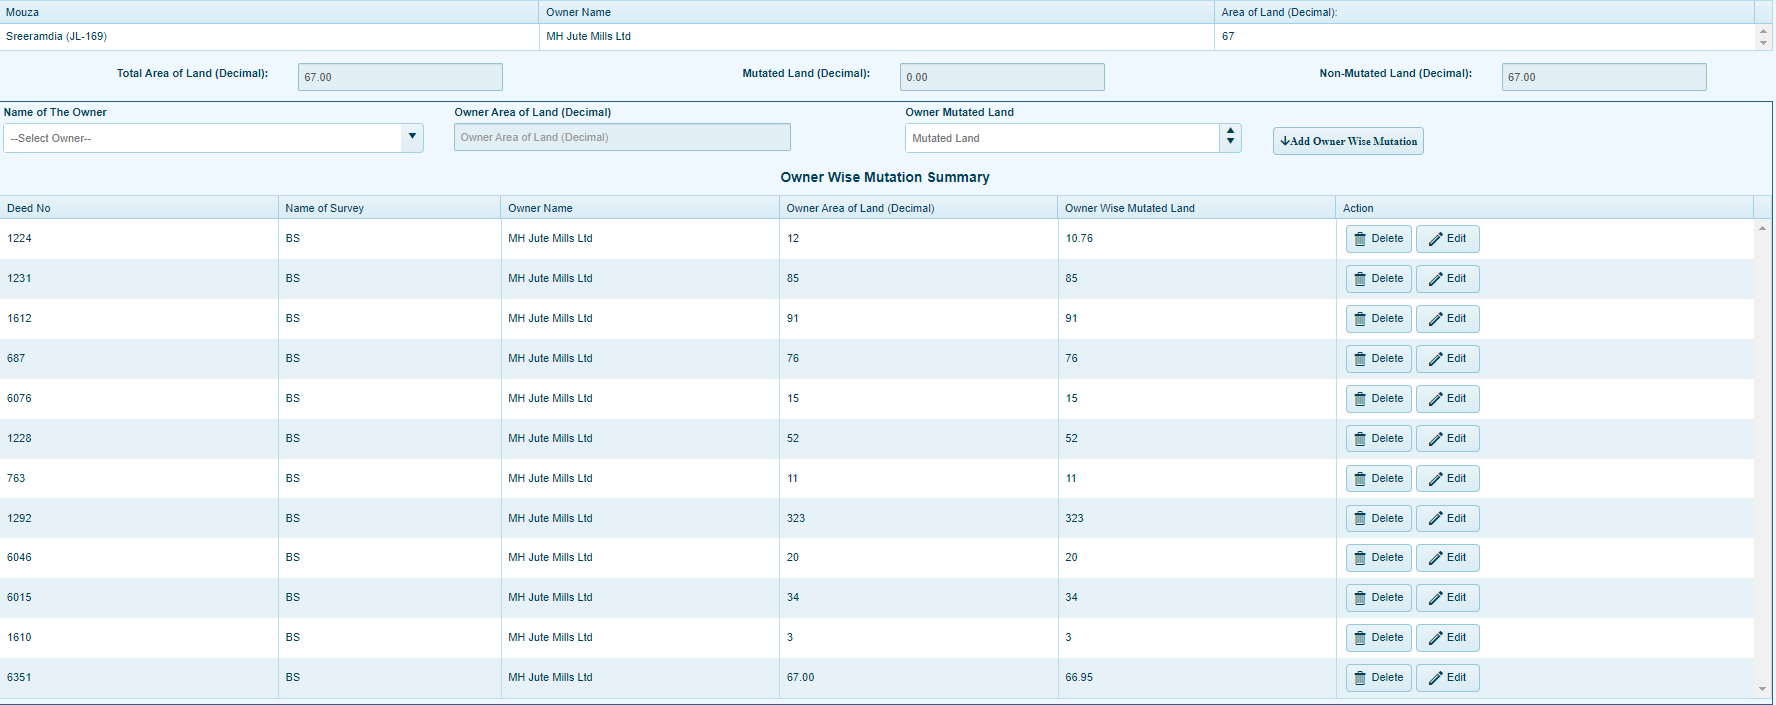 Mouza Owner Name Area of Land (Decimal):
Sreeramdia (JL-169) MH Jute Mills Ltd 67
Total Area of Land (Decimal): 67.00 Mutated Land (Decimal): 0.00 Non-Mutated Land (Decimal): 67.00
Name of The Owner Owner Area of Land (Decimal) Owner Mutated Land
--Select Owner-- Owner Area of Land (Decimal) Mutated Land Add Owner Wise Mutation
Owner Wise Mutation Summary
Deed No Name of Survey Owner Name Owner Area of Land (Decimal) Owner Wise Mutated Land Action
1224 BS MH Jute Mills Ltd 12 10.76 Delete Edit
1231 BS MH Jute Mills Ltd 85 85 Delete Edit
1612 BS MH Jute Mills Ltd 91 91 Delete Edit
687 BS MH Jute Mills Ltd 76 76 Delete Edit
6076 BS MH Jute Mills Ltd 15 15 Delete Edit
1228 BS MH Jute Mills Ltd 52 52 Delete Edit
763 BS MH Jute Mills Ltd 11 11 Delete Edit
1292 BS MH Jute Mills Ltd 323 323 Delete Edit
6046 BS MH Jute Mills Ltd 20 20 Delete Edit
6015 BS MH Jute Mills Ltd 34 34 Delete Edit
1610 BS MH Jute Mills Ltd 3 3 Delete Edit
6351 BS MH Jute Mills Ltd 67.00 66.95 Delete Edit